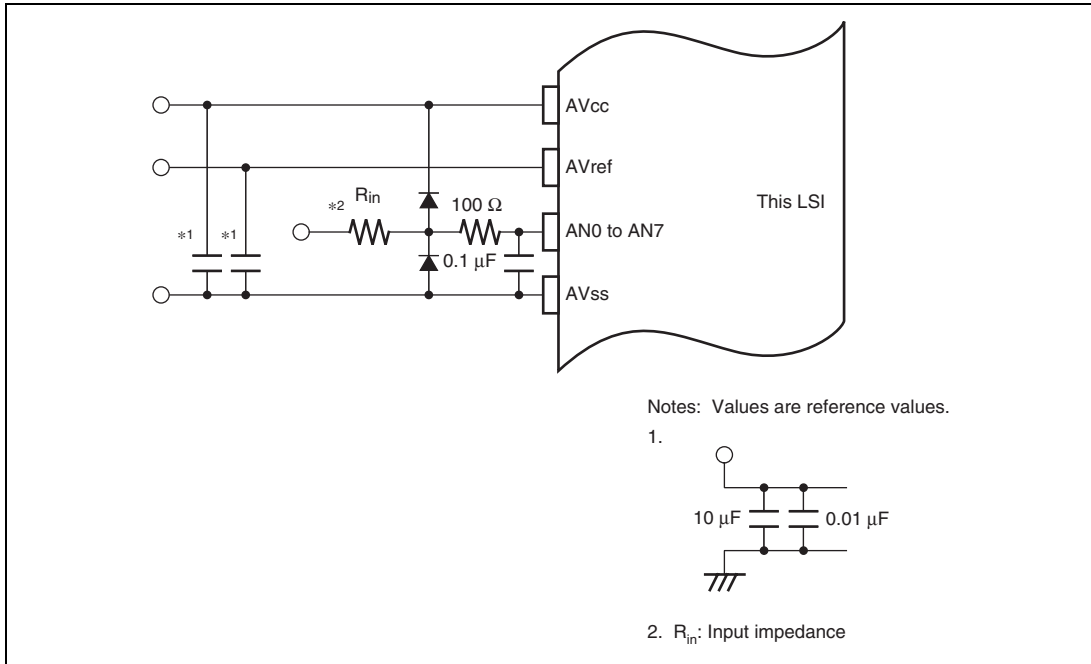 AVcc
AVref
*2 Rin
100 Ω
This LSI
*1 *1
AN0 to AN7
0.1 μF
AVss
Notes: Values are reference values.
1.
10 μF 0.01 μF
2. Rin: Input impedance